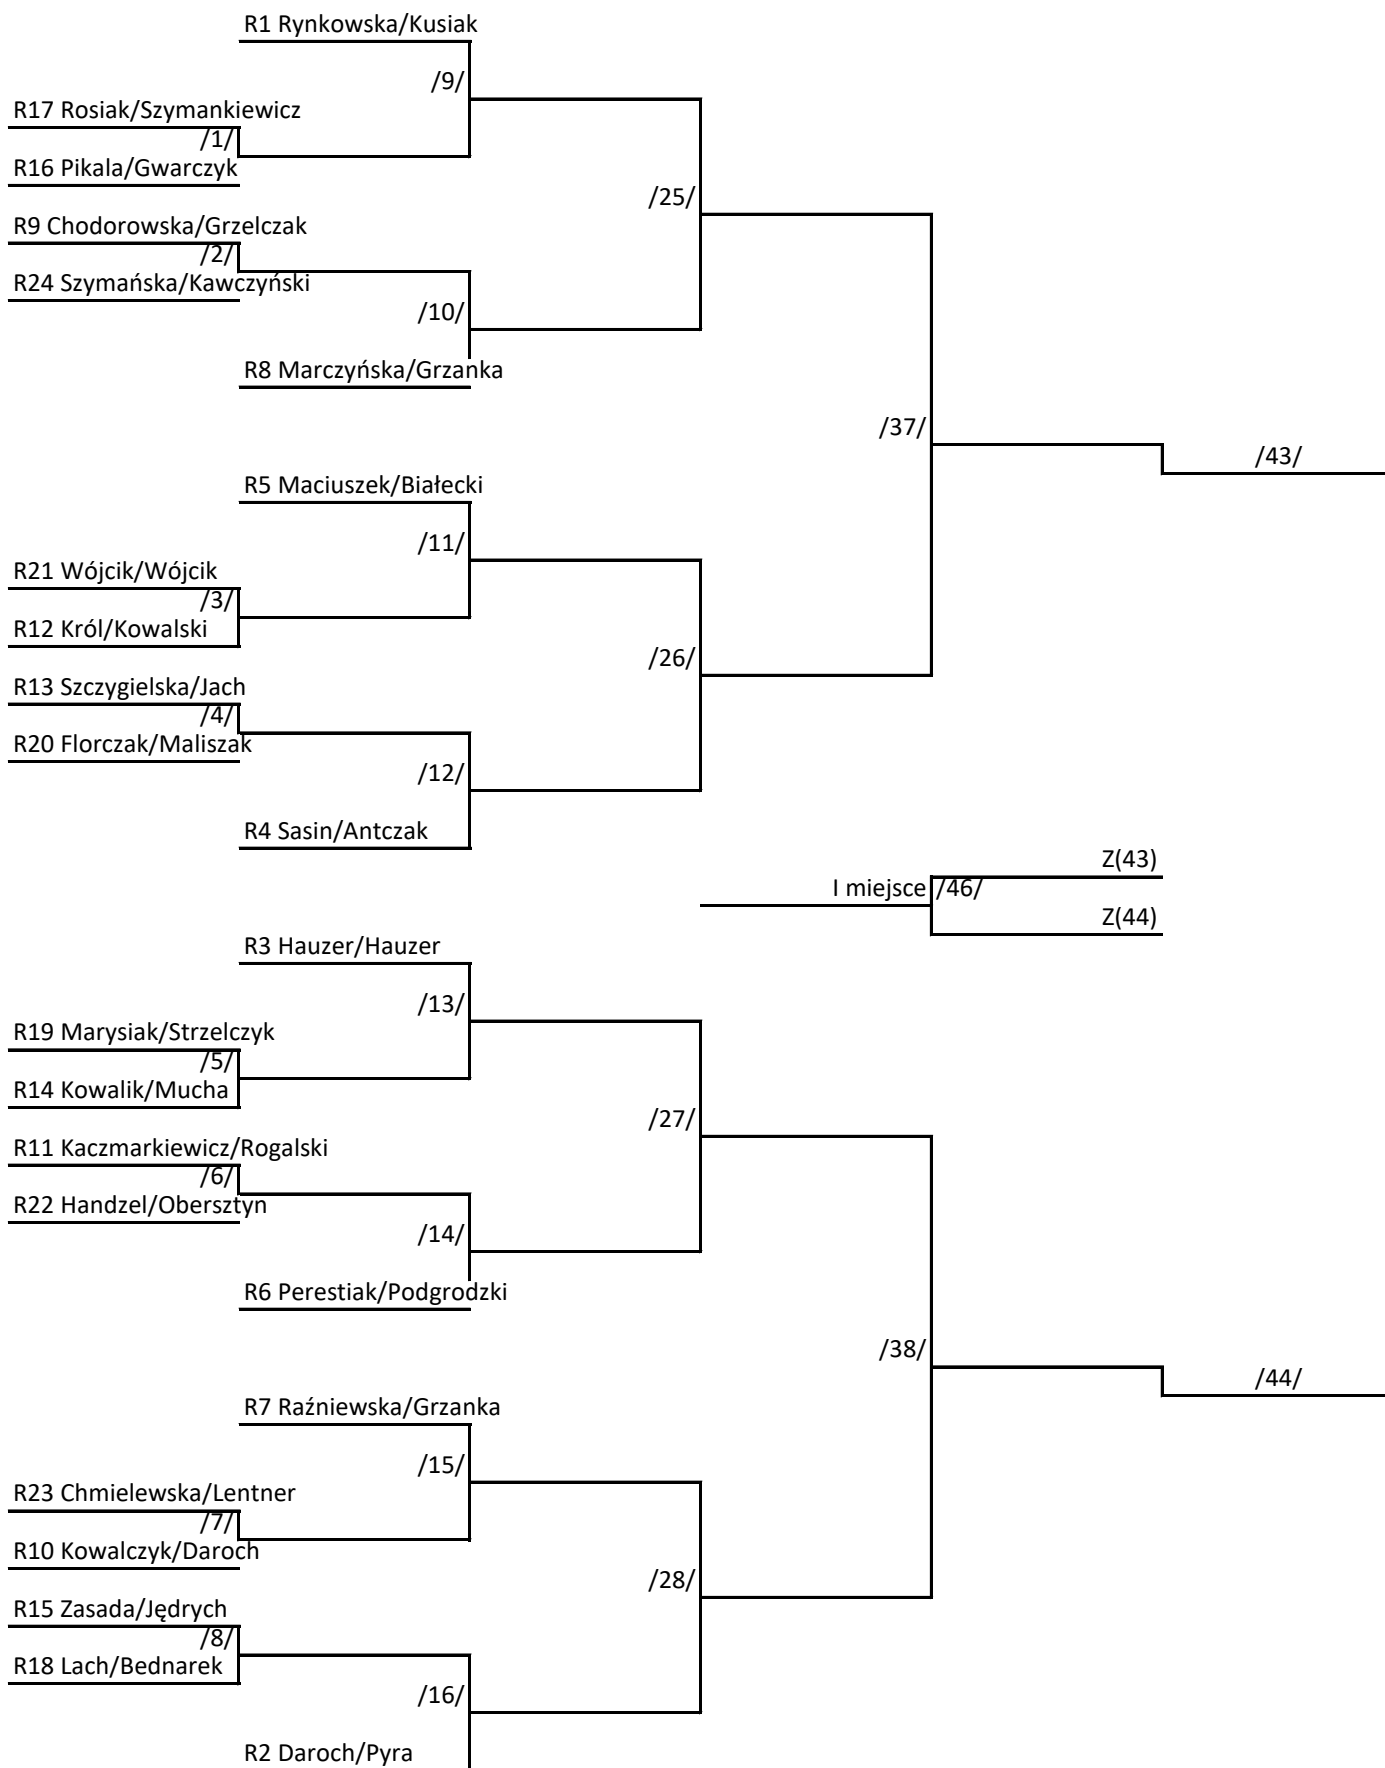 R1 Rynkowska/Kusiak
/9/
R17 Rosiak/Szymankiewicz
/1/
R16 Pikala/Gwarczyk
/25/
R9 Chodorowska/Grzelczak
/2/
R24 Szymańska/Kawczyński
/10/
R8 Marczyńska/Grzanka
/37/
/43/
R5 Maciuszek/Białecki
/11/
R21 Wójcik/Wójcik
/3/
R12 Król/Kowalski
/26/
R13 Szczygielska/Jach
/4/
R20 Florczak/Maliszak
/12/
R4 Sasin/Antczak
Z(43)
I miejsce /46/
Z(44)
R3 Hauzer/Hauzer
/13/
R19 Marysiak/Strzelczyk
/5/
R14 Kowalik/Mucha
/27/
R11 Kaczmarkiewicz/Rogalski
/6/
R22 Handzel/Obersztyn
/14/
R6 Perestiak/Podgrodzki
/38/
/44/
R7 Raźniewska/Grzanka
/15/
R23 Chmielewska/Lentner
/7/
R10 Kowalczyk/Daroch
/28/
R15 Zasada/Jędrych
/8/
R18 Lach/Bednarek
/16/
R2 Daroch/Pyra